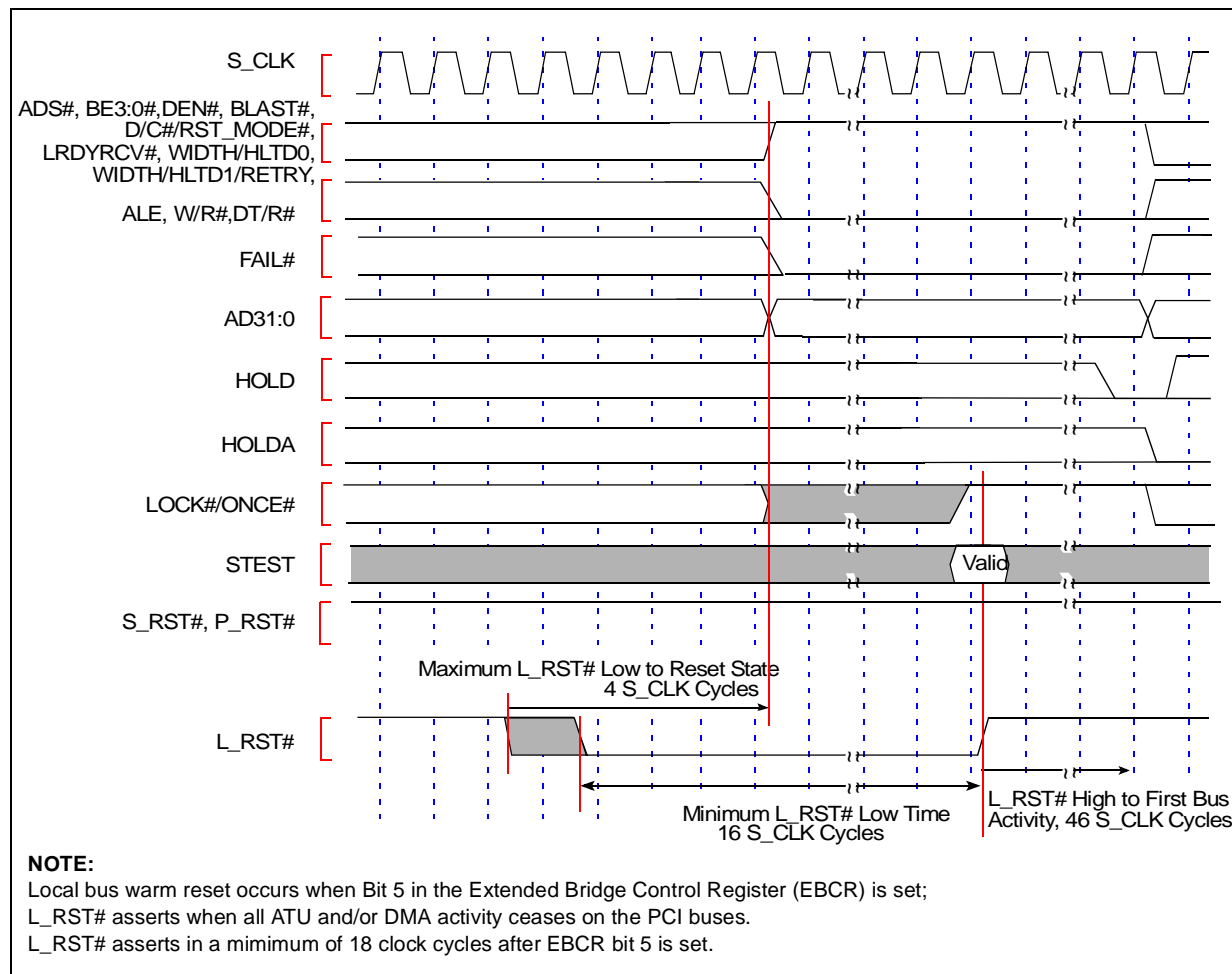 S_CLK
ADS#, BE3:0#,DEN#, BLAST#,
D/C#/RST_MODE#,
LRDYRCV#, WIDTH/HLTD0,
WIDTH/HLTD1/RETRY,
ALE, W/R#,DT/R#
FAIL#
AD31:0
HOLD
HOLDA
LOCK#/ONCE#
STEST
Valid
S_RST#, P_RST#
Maximum L_RST# Low to Reset State
4 S_CLK Cycles
L_RST#
Minimum L_RST# Low Time
16 S_CLK Cycles
L_RST# High to First Bus
Activity, 46 S_CLK Cycles
NOTE:
Local bus warm reset occurs when Bit 5 in the Extended Bridge Control Register (EBCR) is set;
L_RST# asserts when all ATU and/or DMA activity ceases on the PCI buses.
L_RST# asserts in a mimimum of 18 clock cycles after EBCR bit 5 is set.